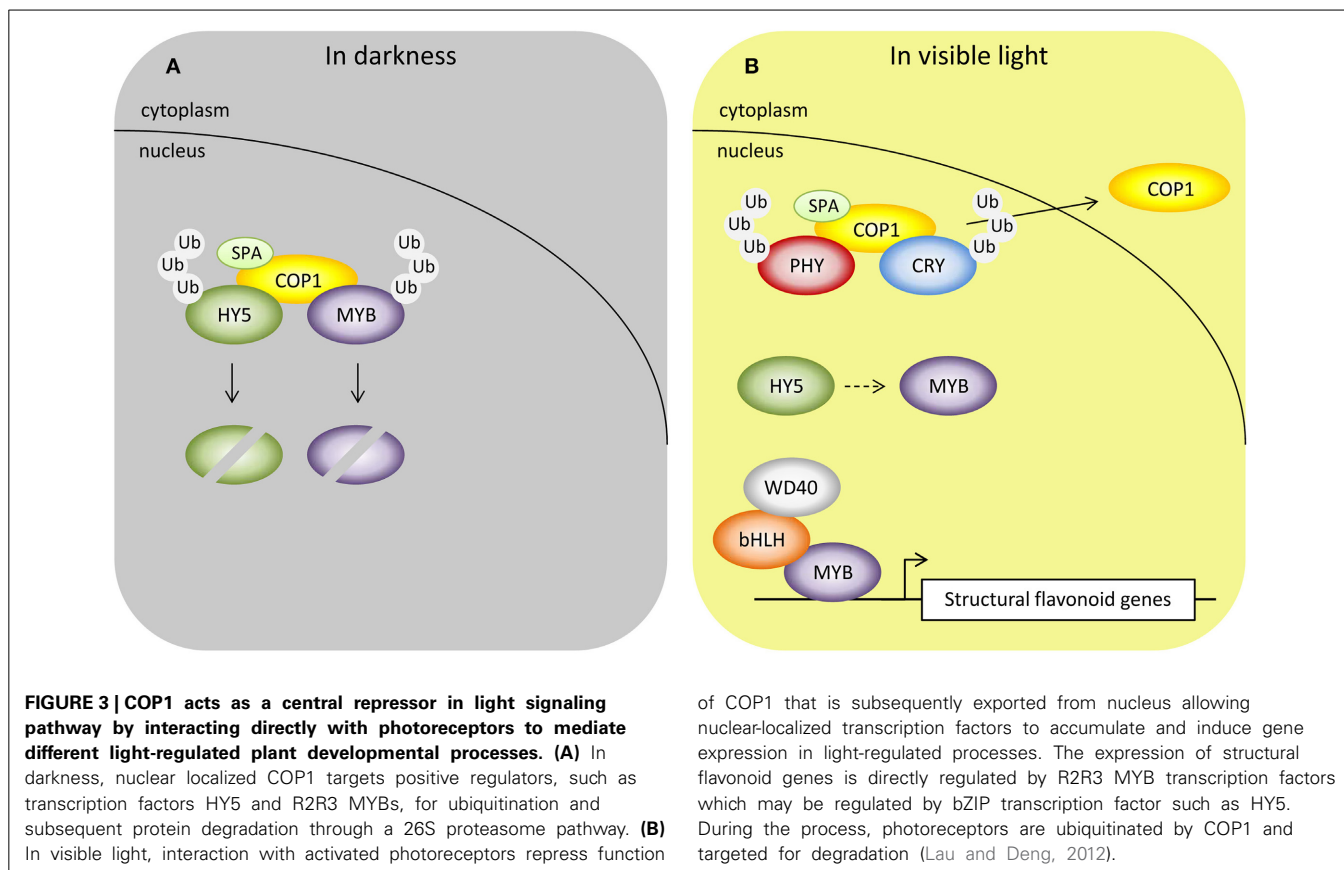 A
In darkness
cytoplasm
nucleus
Ub
Ub
Ub
SPA
COP1
Ub
Ub
Ub
HY5
MYB
B
In visible light
cytoplasm
nucleus
COP1
Ub
Ub
Ub
SPA
COP1
Ub
Ub
Ub
PHY
CRY
HY5
MYB
WD40
bHLH
MYB
Structural flavonoid genes
FIGURE 3 | COP1 acts as a central repressor in light signaling
pathway by interacting directly with photoreceptors to mediate
different light-regulated plant developmental processes. (A) In
darkness, nuclear localized COP1 targets positive regulators, such as
transcription factors HY5 and R2R3 MYBs, for ubiquitination and
subsequent protein degradation through a 26S proteasome pathway. (B)
In visible light, interaction with activated photoreceptors repress function
of COP1 that is subsequently exported from nucleus allowing
nuclear-localized transcription factors to accumulate and induce gene
expression in light-regulated processes. The expression of structural
flavonoid genes is directly regulated by R2R3 MYB transcription factors
which may be regulated by bZIP transcription factor such as HY5.
During the process, photoreceptors are ubiquitinated by COP1 and
targeted for degradation (Lau and Deng, 2012).